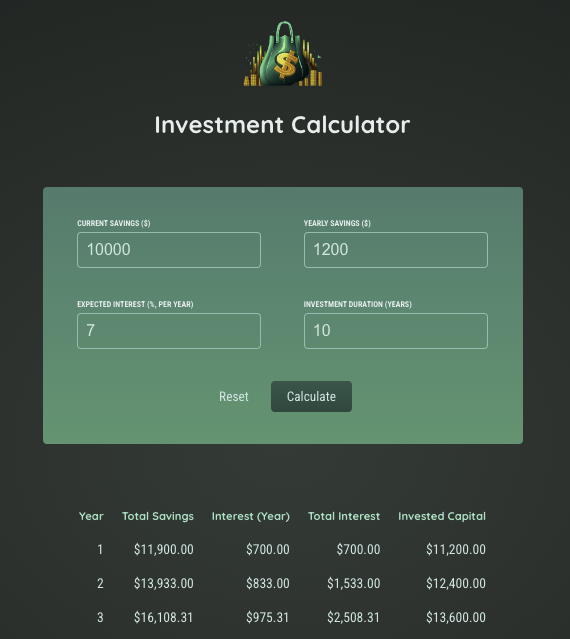 $
Investment Calculator
CURRENT SAVINGS ($) YEARLY SAVINGS ($)
10000 1200
EXPECTED INTEREST (%, PER YEAR) INVESTMENT DURATION (YEARS)
7 10
Reset Calculate
Year Total Savings Interest (Year) Total Interest Invested Capital
1 $11,900.00 $700.00 $700.00 $11,200.00
2 $13,933.00 $833.00 $1,533.00 $12,400.00
3 $16,108.31 $975.31 $2,508.31 $13,600.00